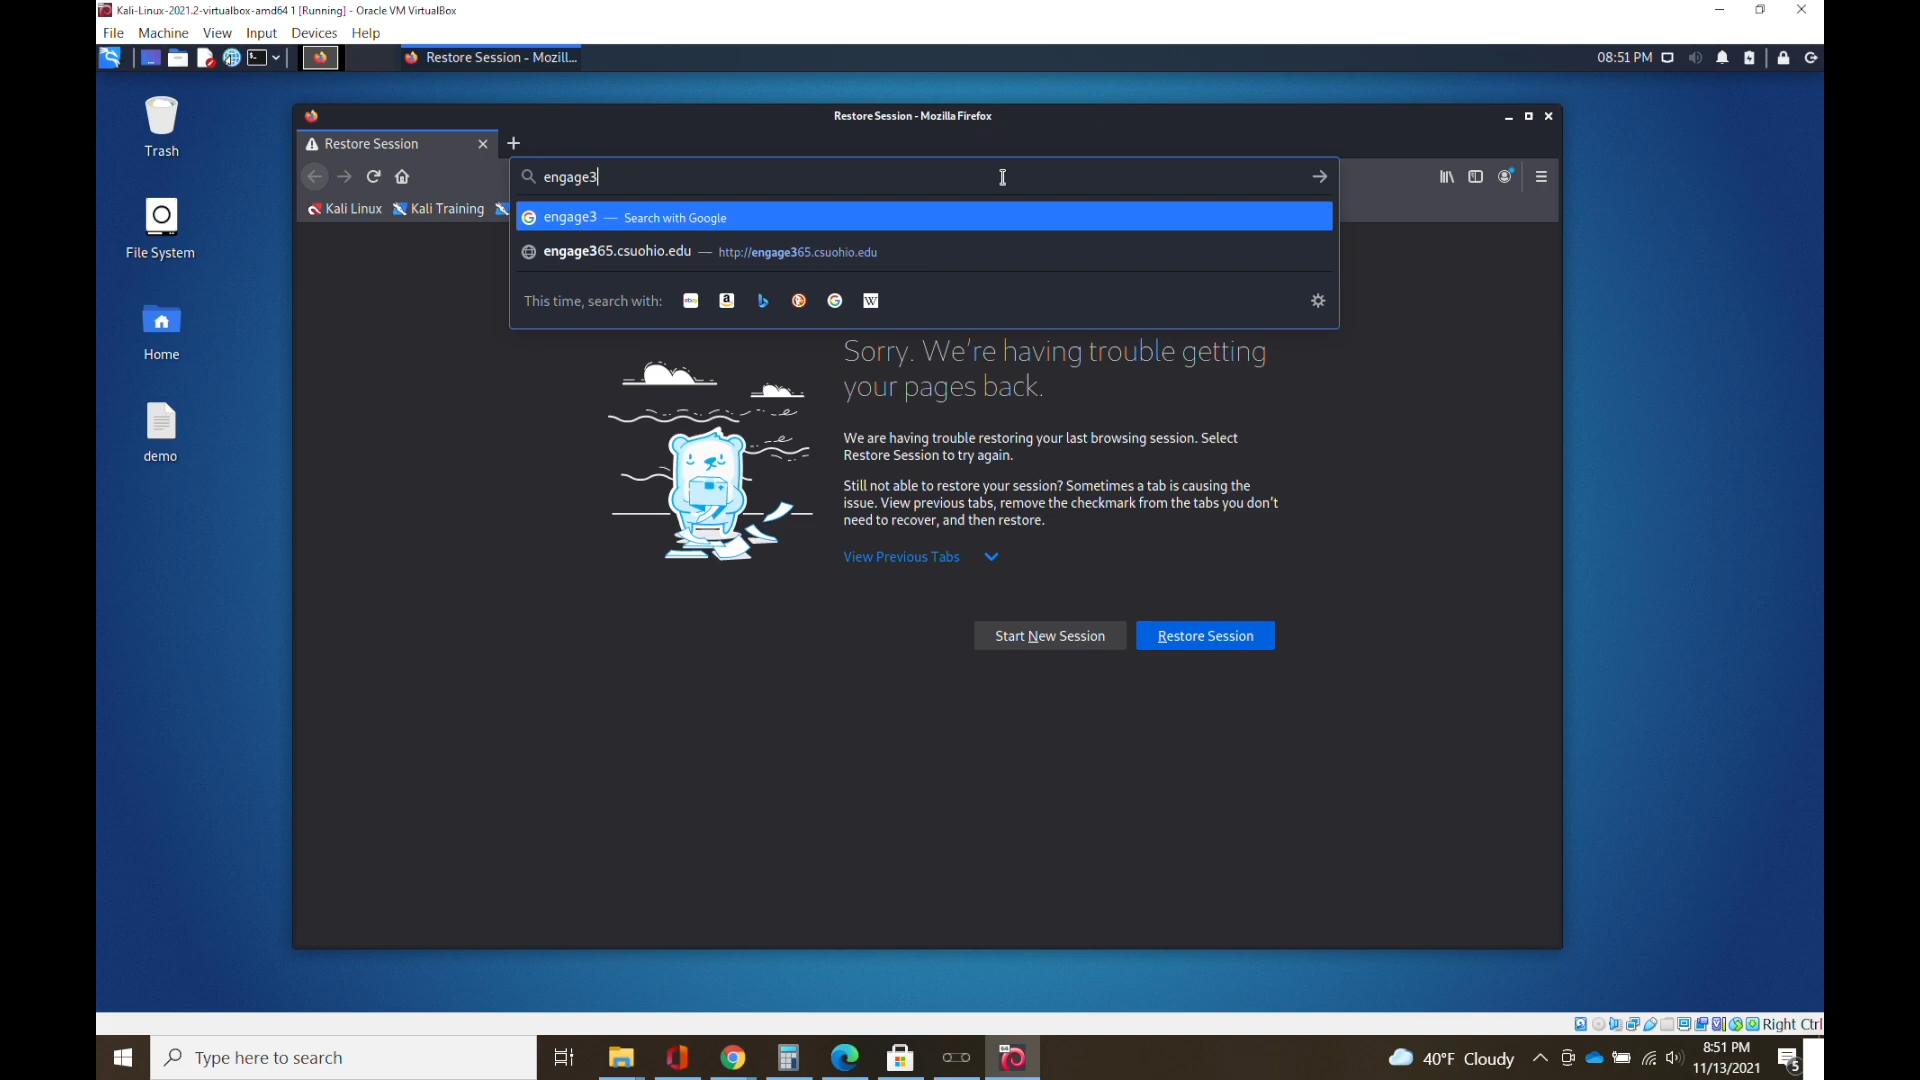 Kali-Linux-2021.2-virtualbox-amd64 1 [Running] - Oracle VM VirtualBox
File Machine View Input Devices Help
Restore Session - Mozill... 08:51 PM
Trash
File System
Home
demo
Restore Session - Mozilla Firefox
Restore Session
engage3
Kali Linux Kali Training
engage3 — Search with Google
engage365.csuohio.edu — http://engage365.csuohio.edu
This time, search with: ebay a b G W
Sorry. We're having trouble getting
your pages back.
We are having trouble restoring your last browsing session. Select
Restore Session to try again.
Still not able to restore your session? Sometimes a tab is causing the
issue. View previous tabs, remove the checkmark from the tabs you don't
need to recover, and then restore.
View Previous Tabs
Start New Session Restore Session
Right Ctrl
Type here to search
40°F Cloudy
8:51 PM
11/13/2021
5